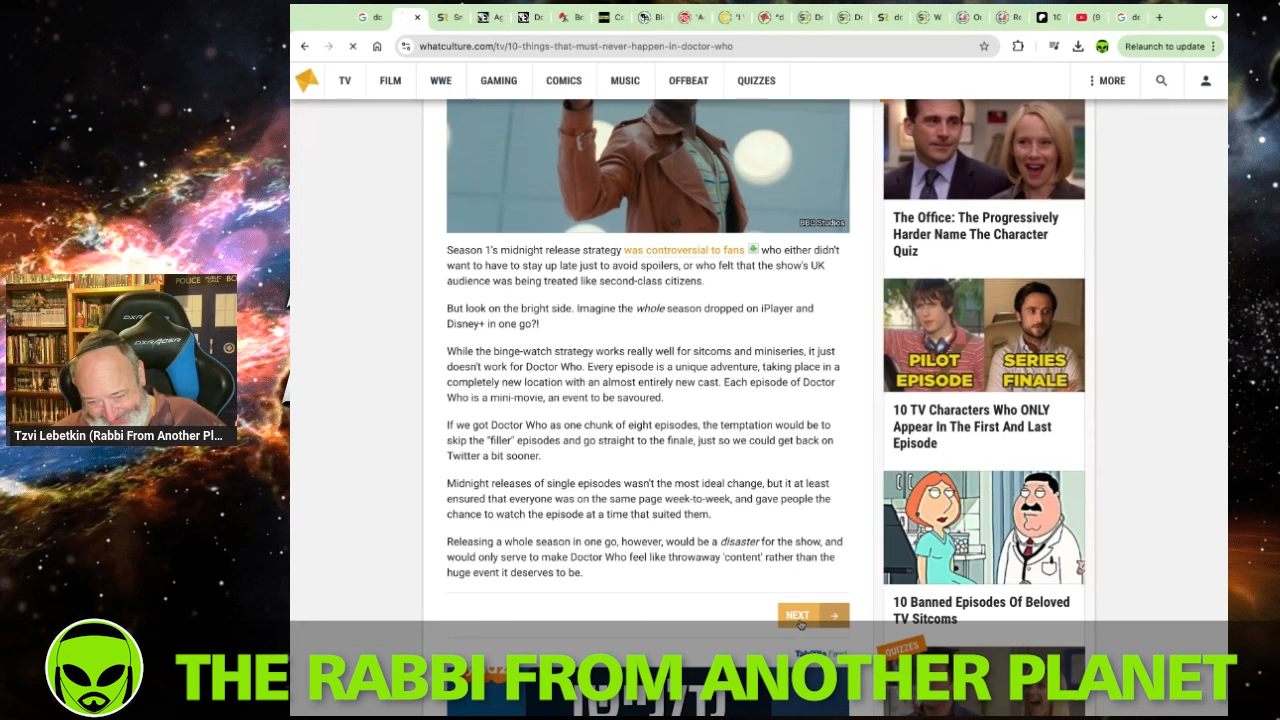 whatculture.com/tv/10-things-that-must-never-happen-in-doctor-who
Relaunch to update
TV
FILM
WWE
GAMING
COMICS
MUSIC
OFFBEAT
QUIZZES
MORE
BBC Studios
Season 1's midnight release strategy was controversial to fans who either didn't
want to have to stay up late just to avoid spoilers, or who felt that the show's UK
audience was being treated like second-class citizens.
But look on the bright side. Imagine the whole season dropped on iPlayer and
Disney+ in one go?!
While the binge-watch strategy works really well for sitcoms and miniseries, it just
doesn't work for Doctor Who. Every episode is a unique adventure, taking place in a
completely new location with an almost entirely new cast. Each episode of Doctor
Who is a mini-movie, an event to be savoured.
If we got Doctor Who as one chunk of eight episodes, the temptation would be to
skip the "filler" episodes and go straight to the finale, just so we could get back on
Twitter a bit sooner.
Midnight releases of single episodes wasn't the most ideal change, but it at least
ensured that everyone was on the same page week-to-week, and gave people the
chance to watch the episode at a time that suited them.
Releasing a whole season in one go, however, would be a disaster for the show, and
would only serve to make Doctor Who feel like throwaway 'content' rather than the
huge event it deserves to be.
NEXT
The Office: The Progressively
Harder Name The Character
Quiz
PILOT
EPISODE
SERIES
FINALE
10 TV Characters Who ONLY
Appear In The First And Last
Episode
10 Banned Episodes Of Beloved
TV Sitcoms
QUIZZES
POLICE
DXRACER
Tzvi Lebetkin (Rabbi From Another Pl...
THE RABBI FROM ANOTHER PLANET